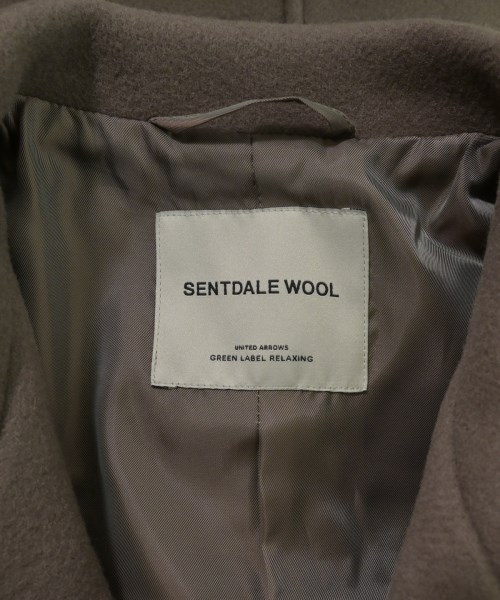 SENTDALE WOOL
UNITED ARROWS
GREEN LABEL RELAXING